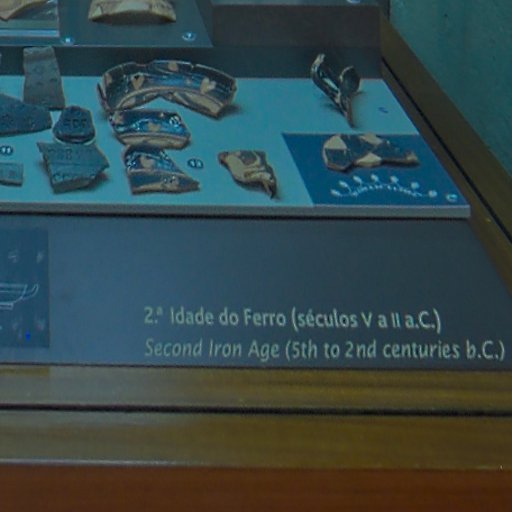 2.ª Idade do Ferro (séculos V a II a.C.)
Second Iron Age (5th to 2nd centuries b.C.)